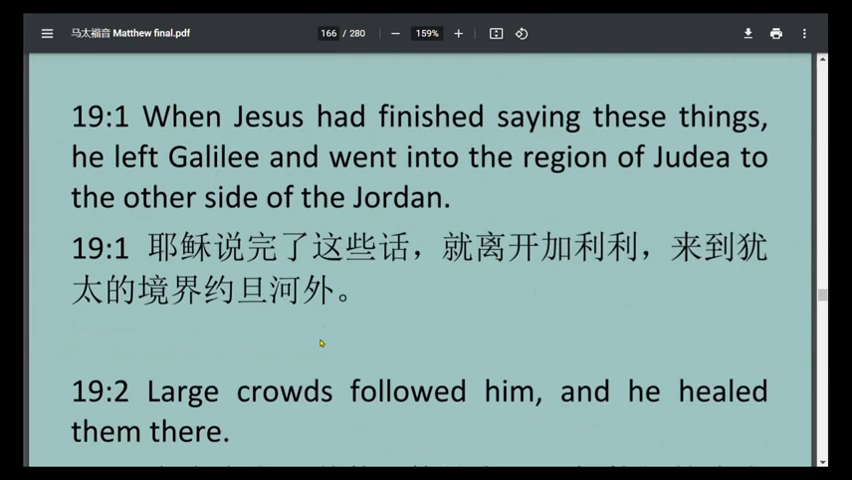 马太福音 Matthew final.pdf
166 / 280
159%
19:1 When Jesus had finished saying these things,
he left Galilee and went into the region of Judea to
the other side of the Jordan.
19:1 耶稣说完了这些话，就离开加利利，来到犹
太的境界约旦河外。
19:2 Large crowds followed him, and he healed
them there.